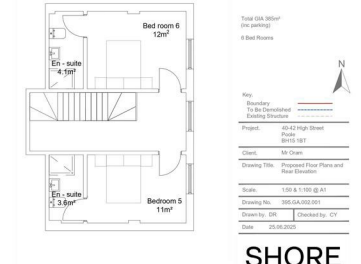 Bed room 6
12m²
En - suite
4.1m²
En - suite
3.6m²
Bedroom 5
11m²
Total GIA 365m²
(inc parking)
6 Bed Rooms
N
Key.
Boundary
To Be Demolished
Existing Structure
Project. 40-42 High Street
Poole
BH15 1BT
Client. Mr Oram
Drawing Title. Proposed Floor Plans and
Rear Elevation
Scale. 1:50 & 1:100 @ A1
Drawing No. 395.GA.002.001
Drawn by. DR Checked by. CY
Date 25.06.2025
SHORE